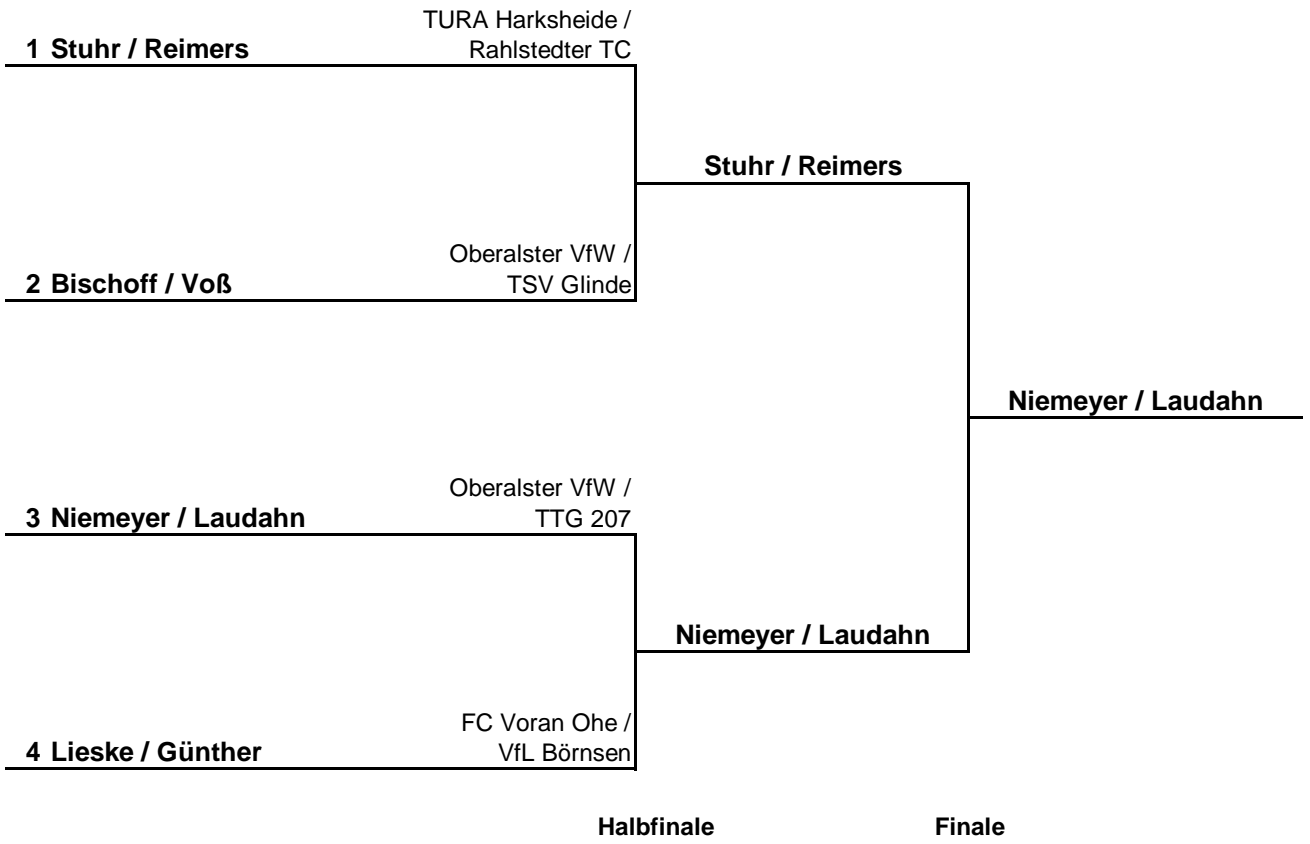 TURA Harksheide /
1 Stuhr / Reimers Rahlstedter TC
Stuhr / Reimers
Oberalster VfW /
2 Bischoff / Voß TSV Glinde
Niemeyer / Laudahn
Oberalster VfW /
3 Niemeyer / Laudahn TTG 207
Niemeyer / Laudahn
FC Voran Ohe /
4 Lieske / Günther VfL Börnsen
Halbfinale Finale